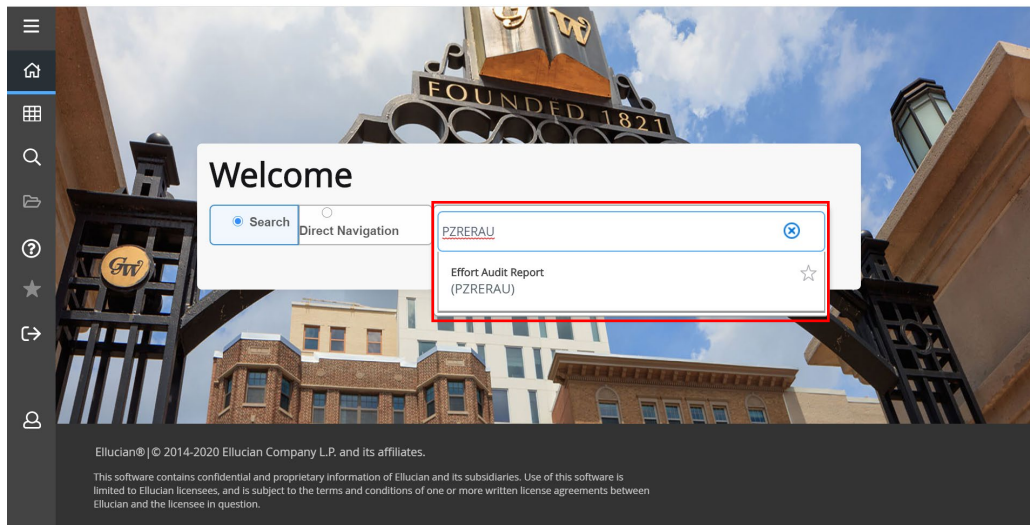 GW
FOUNDED 1821
Welcome
Search
Direct Navigation
PZRERAU
Effort Audit Report
(PZRERAU)
GW
Ellucian®|© 2014-2020 Ellucian Company L.P. and its affiliates.
This software contains confidential and proprietary information of Ellucian and its subsidiaries. Use of this software is
limited to Ellucian licensees, and is subject to the terms and conditions of one or more written license agreements between
Ellucian and the licensee in question.